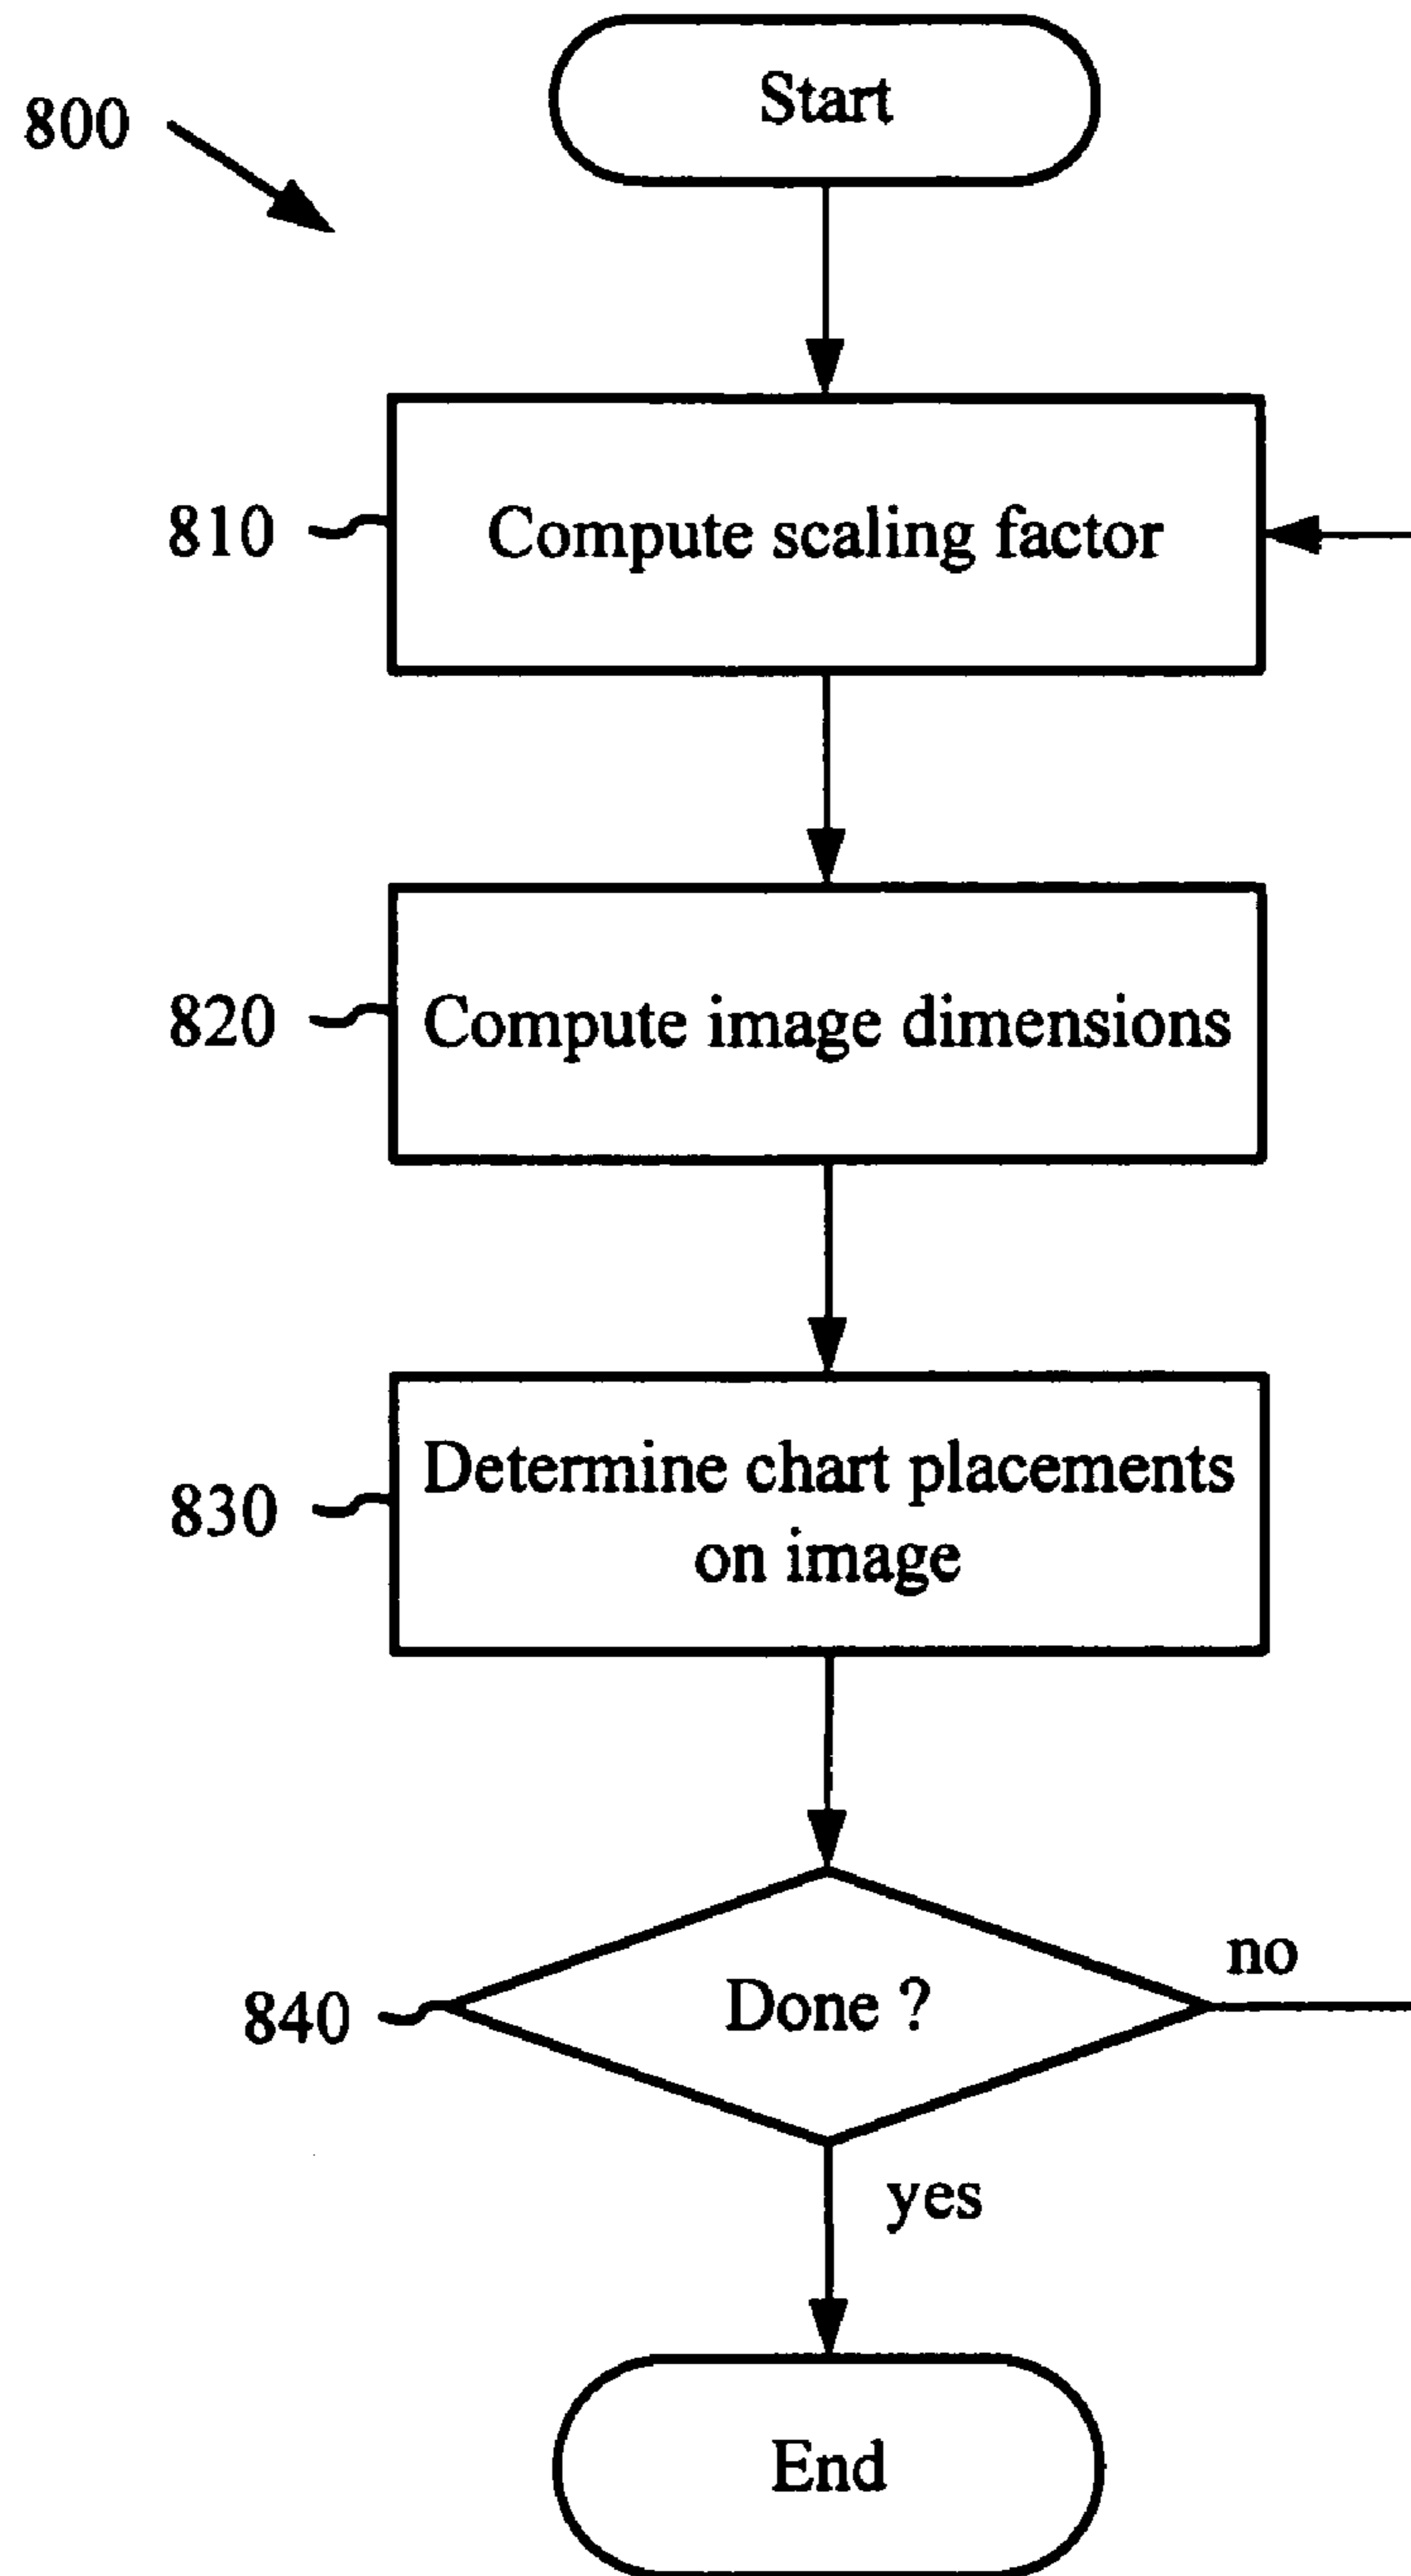 800
Start
810
Compute scaling factor
820
Compute image dimensions
830
Determine chart placements
on image
840
Done ?
no
yes
End